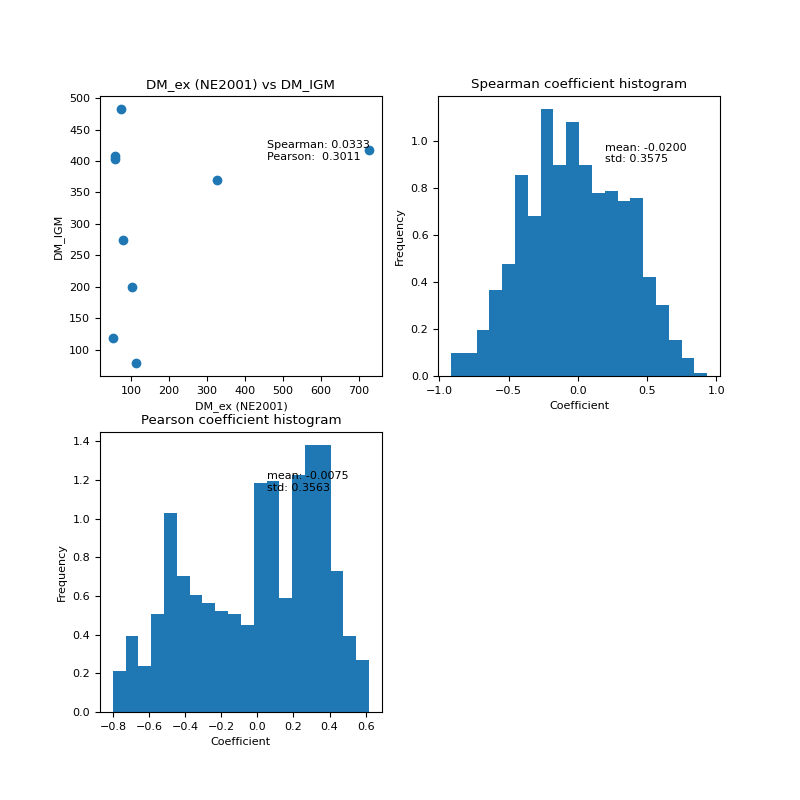 DM_ex (NE2001) vs DM_IGM
500
450
400
350
300
250
200
150
100
DM_IGM
Spearman: 0.0333
Pearson:  0.3011
100 200 300 400 500 600 700
DM_ex (NE2001)
Spearman coefficient histogram
1.0
0.8
0.6
0.4
0.2
0.0
Frequency
mean: -0.0200
std: 0.3575
−1.0 −0.5 0.0 0.5 1.0
Coefficient
Pearson coefficient histogram
1.4
1.2
1.0
0.8
0.6
0.4
0.2
0.0
Frequency
mean: -0.0075
std: 0.3563
−0.8 −0.6 −0.4 −0.2 0.0 0.2 0.4 0.6
Coefficient